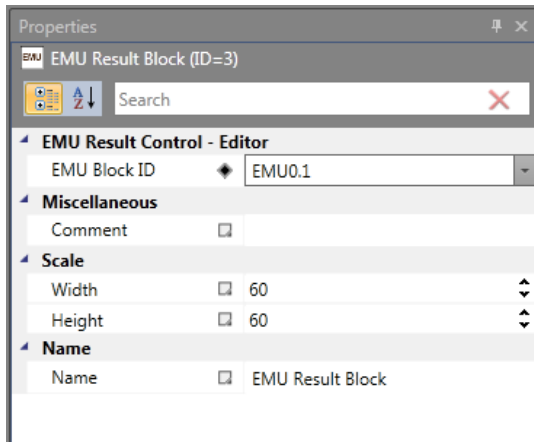 Properties
EMU EMU Result Block (ID=3)
A Z Search
EMU Result Control - Editor
EMU Block ID EMU0.1
Miscellaneous
Comment
Scale
Width 60
Height 60
Name
Name EMU Result Block